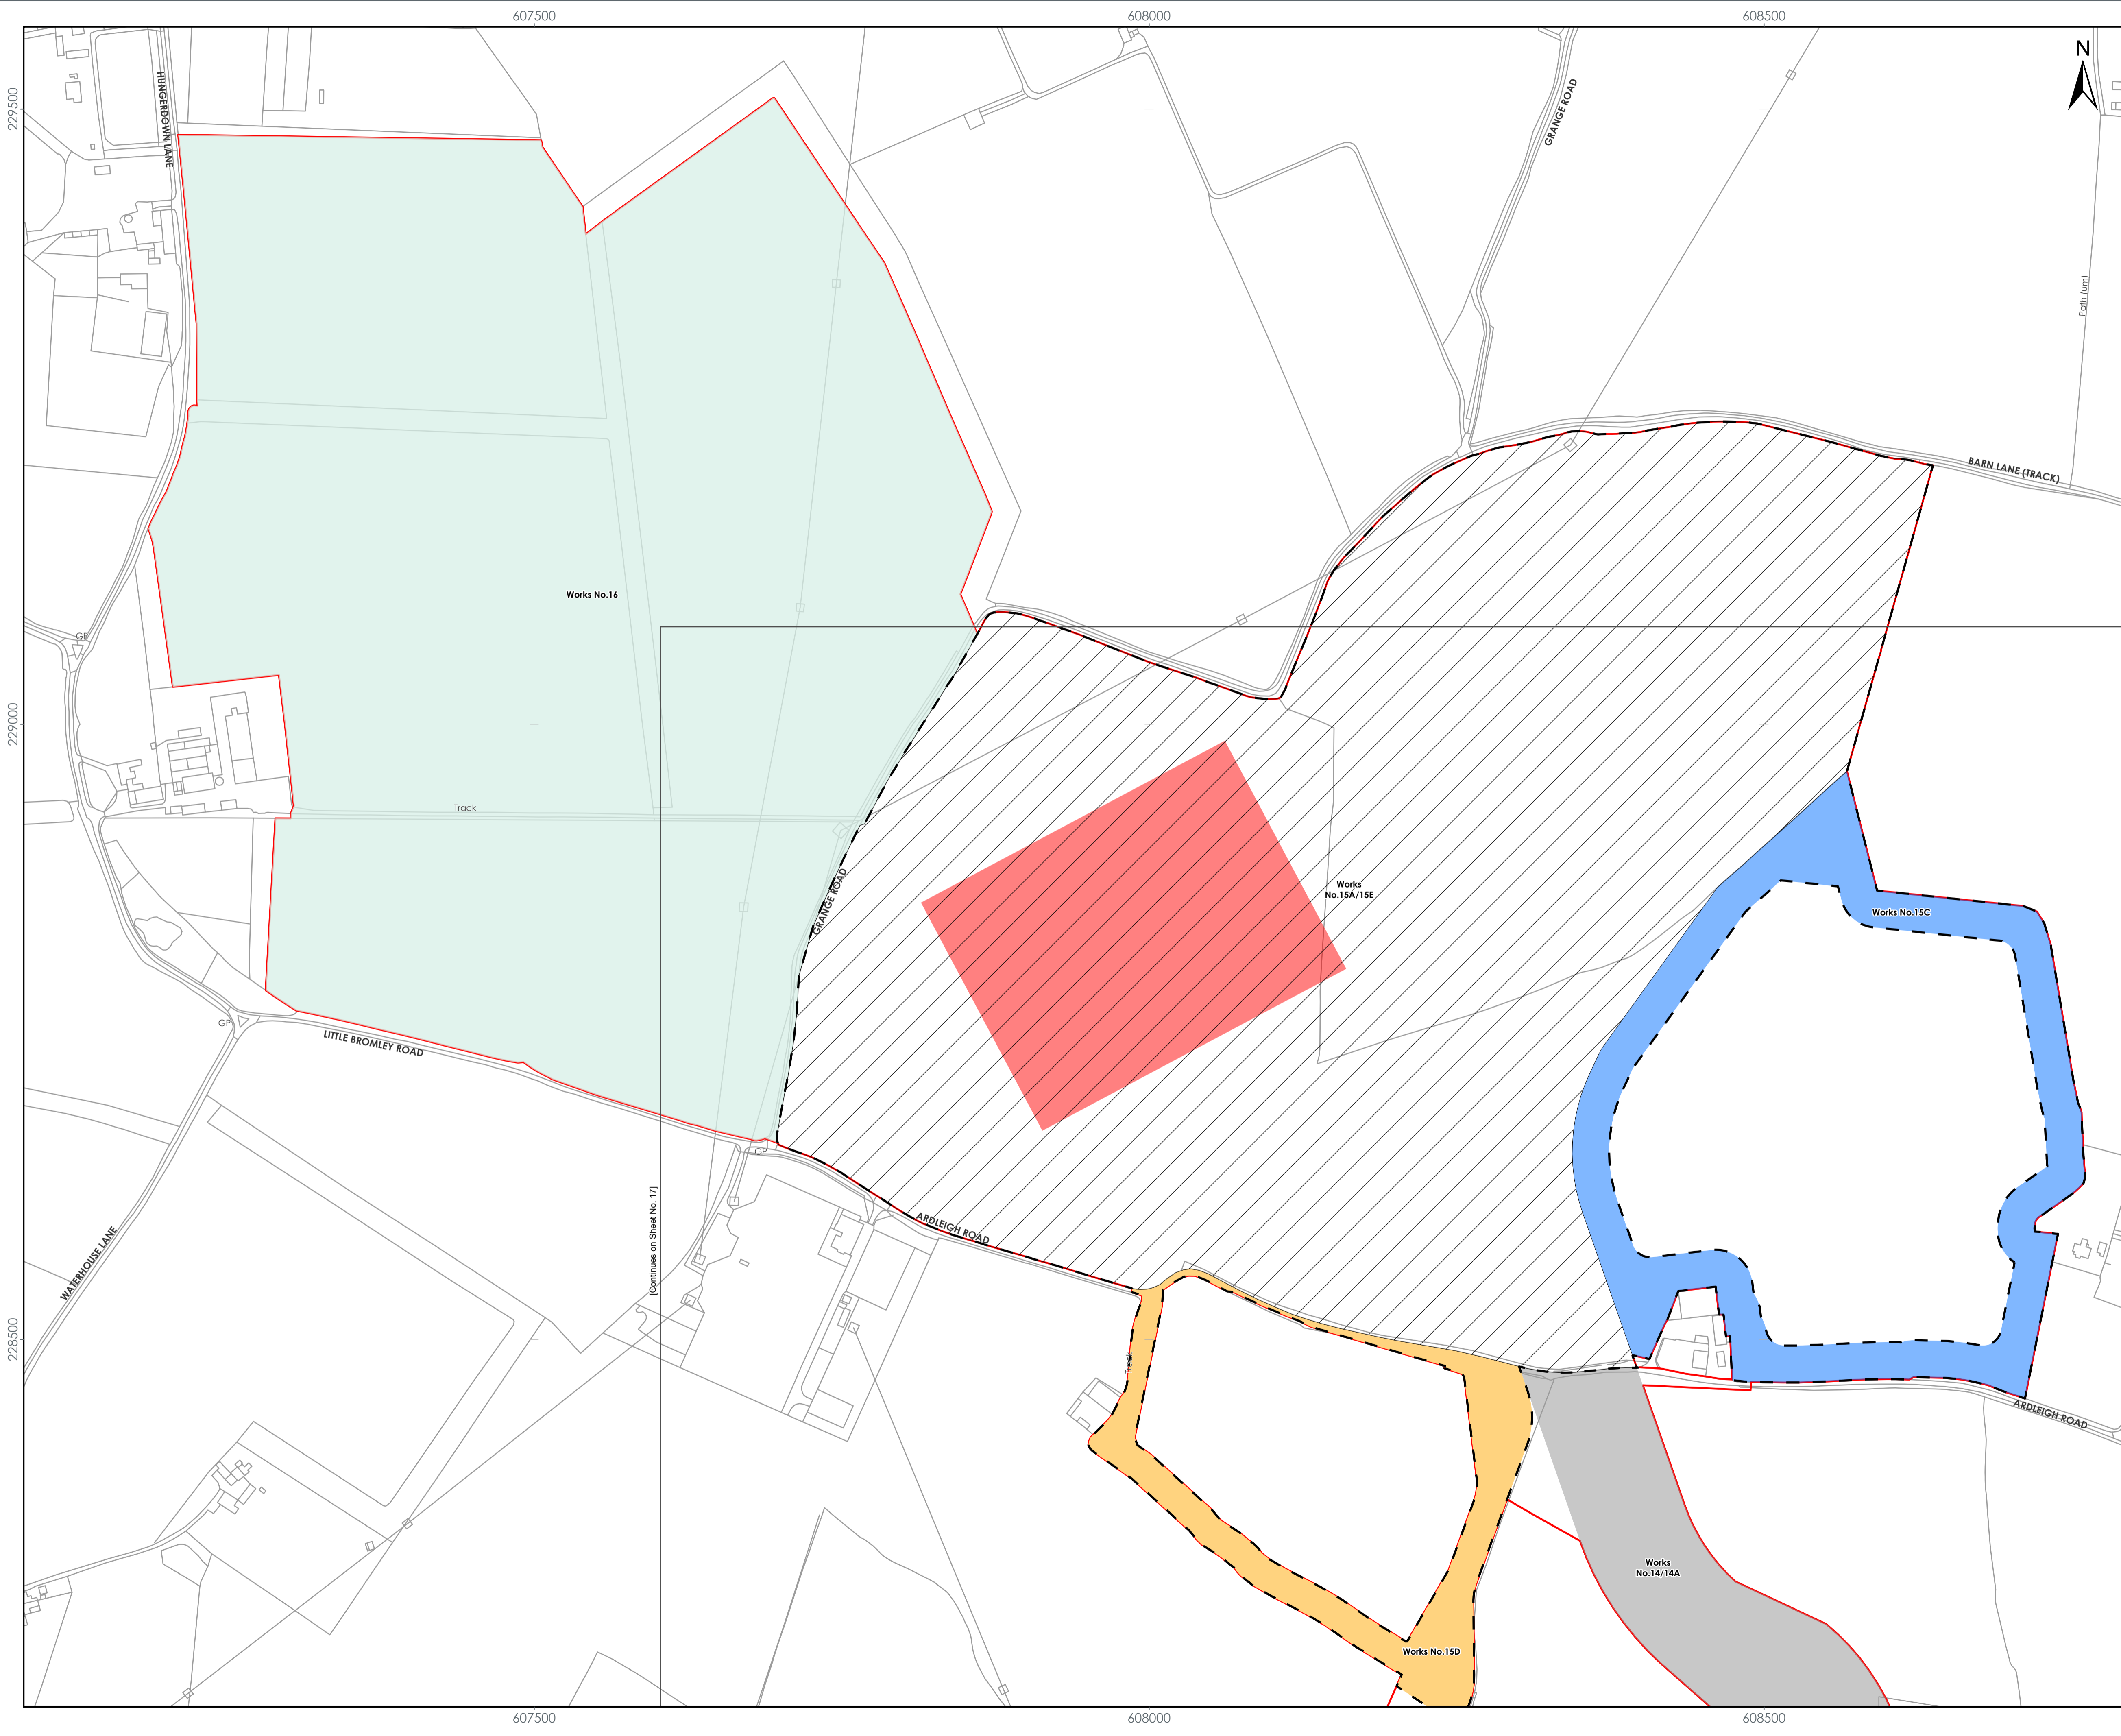 607500
608000
608500
229500
229000
228500
N
HUNGERDOWN LANE
GRANGE ROAD
Path (um)
BARN LANE (TRACK)
Works No.16
GP
Track
GRANGE ROAD
Works
No.15A/15E
Works No.15C
GP
LITTLE BROMLEY ROAD
GP
[Continues on Sheet No. 17]
ARDLEIGH ROAD
WATERHOUSE LANE
Track
ARDLEIGH ROAD
Works
No.14/14A
Works No.15D
607500
608000
608500